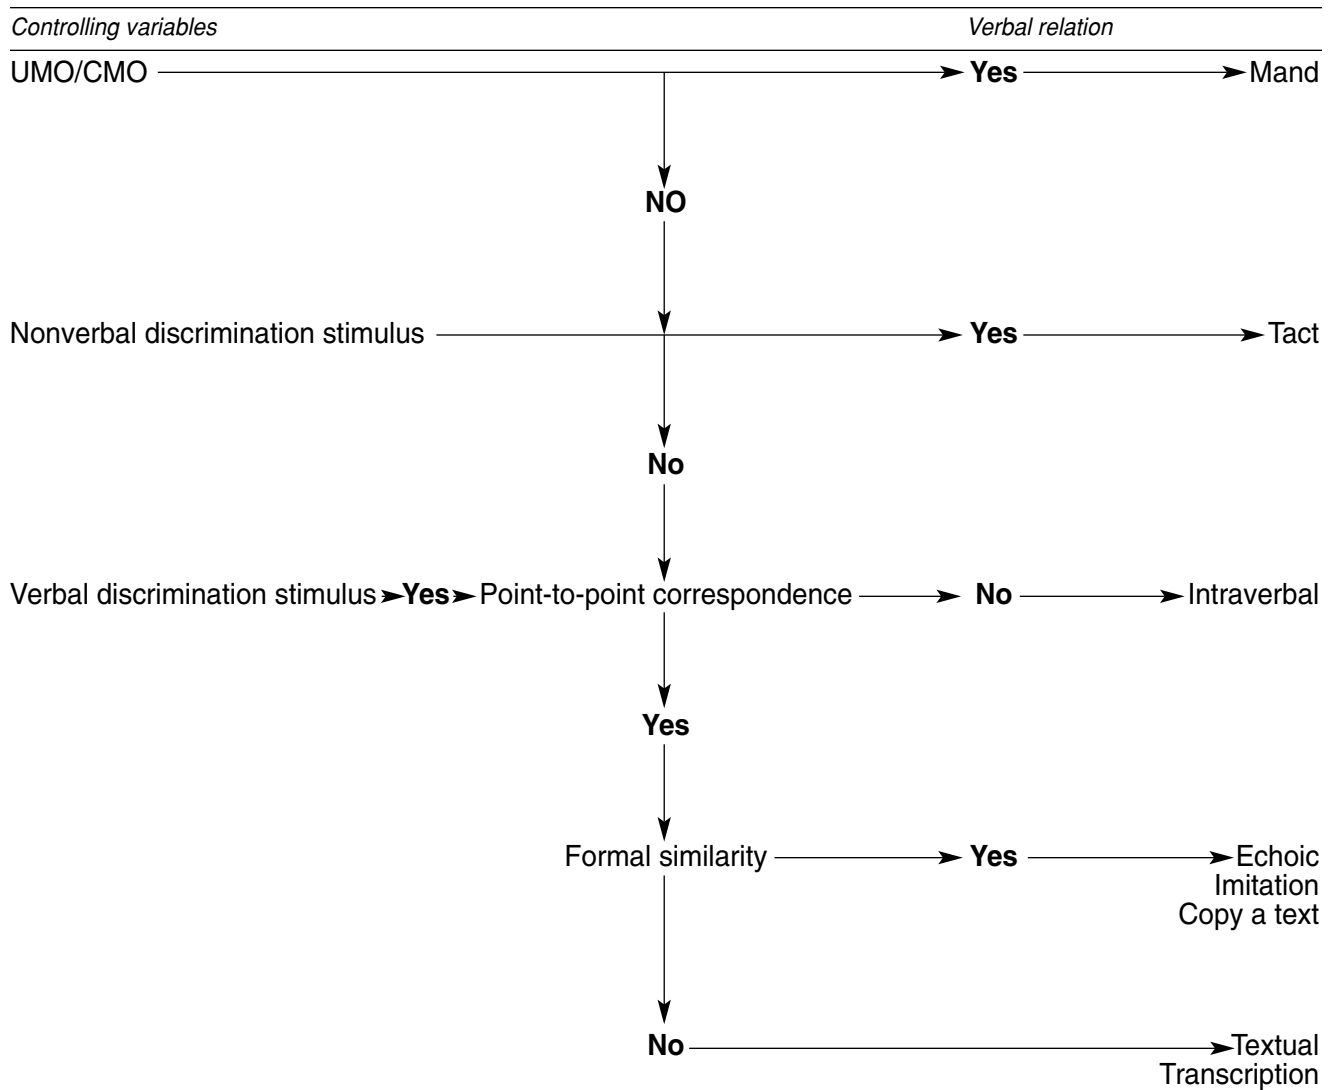 Controlling variables Verbal relation
UMO/CMO Yes Mand
NO
Nonverbal discrimination stimulus Yes Tact
No
Verbal discrimination stimulus Yes Point-to-point correspondence No Intraverbal
Yes
Formal similarity Yes Echoic
Imitation
Copy a text
No Textual
Transcription